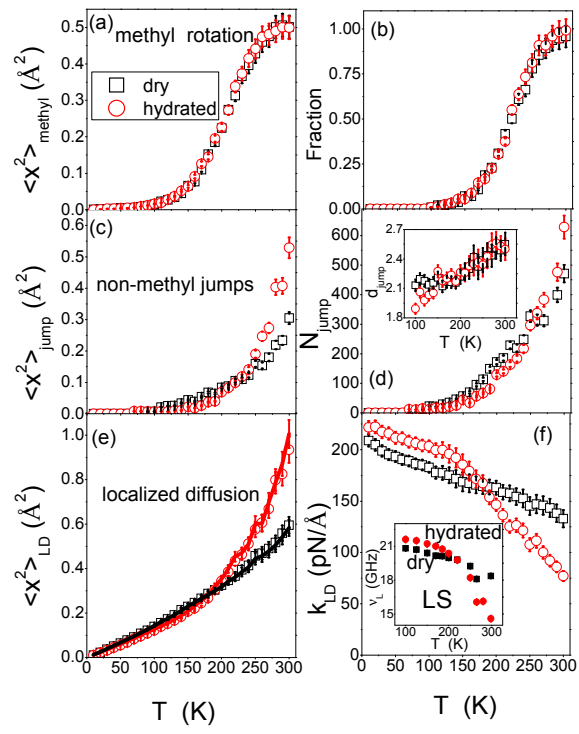 (a) methyl rotation
dry
hydrated
<x²>methyl (Å²)
0.5
0.4
0.3
0.2
0.1
0.0
(b)
Fraction
1.00
0.75
0.50
0.25
0.00
(c)
non-methyl jumps
<x²>jump (Å²)
0.6
0.5
0.4
0.3
0.2
0.1
0.0
(d)
Njump
600
500
400
300
200
100
0
djump
2.7
2.4
2.1
1.8
100 200 300
T (K)
(e)
localized diffusion
<x²>LD (Å²)
1.0
0.8
0.6
0.4
0.2
0.0
0 50 100 150 200 250 300
T (K)
(f)
kLD (pN/Å)
200
150
100
50
0
hydrated
dry
LS
νL (GHz)
21
18
15
100 200 300
T (K)
0 50 100 150 200 250 300
T (K)